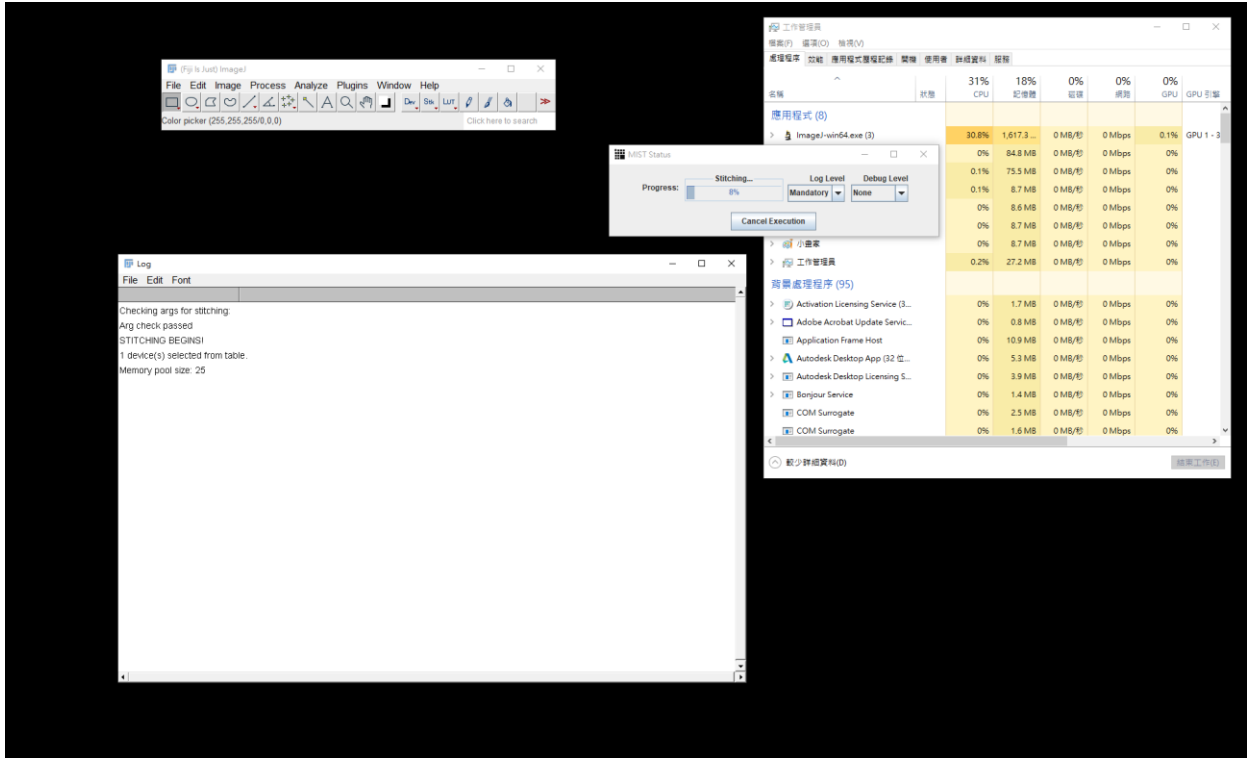 (Fiji Is Just) ImageJ
File Edit Image Process Analyze Plugins Window Help
Dev Stk LUT
Color picker (255,255,255/0,0,0)
Click here to search
MIST Status
Progress:
Stitching...
8%
Log Level
Mandatory
Debug Level
None
Cancel Execution
Log
File Edit Font
Checking args for stitching:
Arg check passed
STITCHING BEGINS!
1 device(s) selected from table.
Memory pool size: 25
工作管理員
檔案(F) 選項(O) 檢視(V)
處理程序 效能 應用程式歷程記錄 開機 使用者 詳細資料 服務
31% 18% 0% 0% 0%
名稱 狀態 CPU 記憶體 磁碟 網路 GPU GPU 引擎
應用程式 (8)
ImageJ-win64.exe (3) 30.8% 1,617.3 ... 0 MB/秒 0 Mbps 0.1% GPU 1 - 3
0% 84.8 MB 0 MB/秒 0 Mbps 0%
0.1% 75.5 MB 0 MB/秒 0 Mbps 0%
0.1% 8.7 MB 0 MB/秒 0 Mbps 0%
0% 8.6 MB 0 MB/秒 0 Mbps 0%
0% 8.7 MB 0 MB/秒 0 Mbps 0%
小畫家 0% 8.7 MB 0 MB/秒 0 Mbps 0%
工作管理員 0.2% 27.2 MB 0 MB/秒 0 Mbps 0%
背景處理程序 (95)
Activation Licensing Service (3... 0% 1.7 MB 0 MB/秒 0 Mbps 0%
Adobe Acrobat Update Servic... 0% 0.8 MB 0 MB/秒 0 Mbps 0%
Application Frame Host 0% 10.9 MB 0 MB/秒 0 Mbps 0%
Autodesk Desktop App (32 位... 0% 5.3 MB 0 MB/秒 0 Mbps 0%
Autodesk Desktop Licensing S... 0% 3.9 MB 0 MB/秒 0 Mbps 0%
Bonjour Service 0% 1.4 MB 0 MB/秒 0 Mbps 0%
COM Surrogate 0% 2.5 MB 0 MB/秒 0 Mbps 0%
COM Surrogate 0% 1.6 MB 0 MB/秒 0 Mbps 0%
較少詳細資料(D)
結束工作(E)